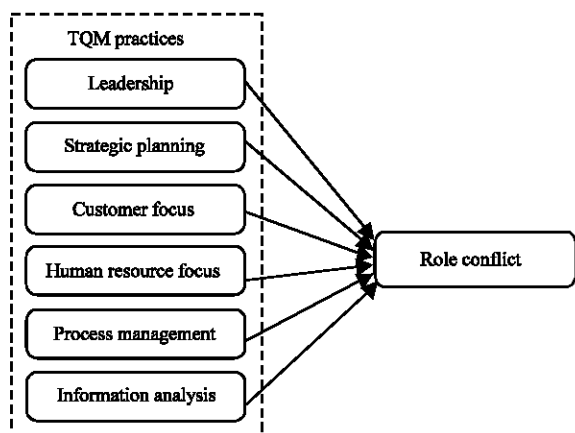 TQM practices
Leadership
Strategic planning
Customer focus
Human resource focus
Role conflict
Process management
Information analysis